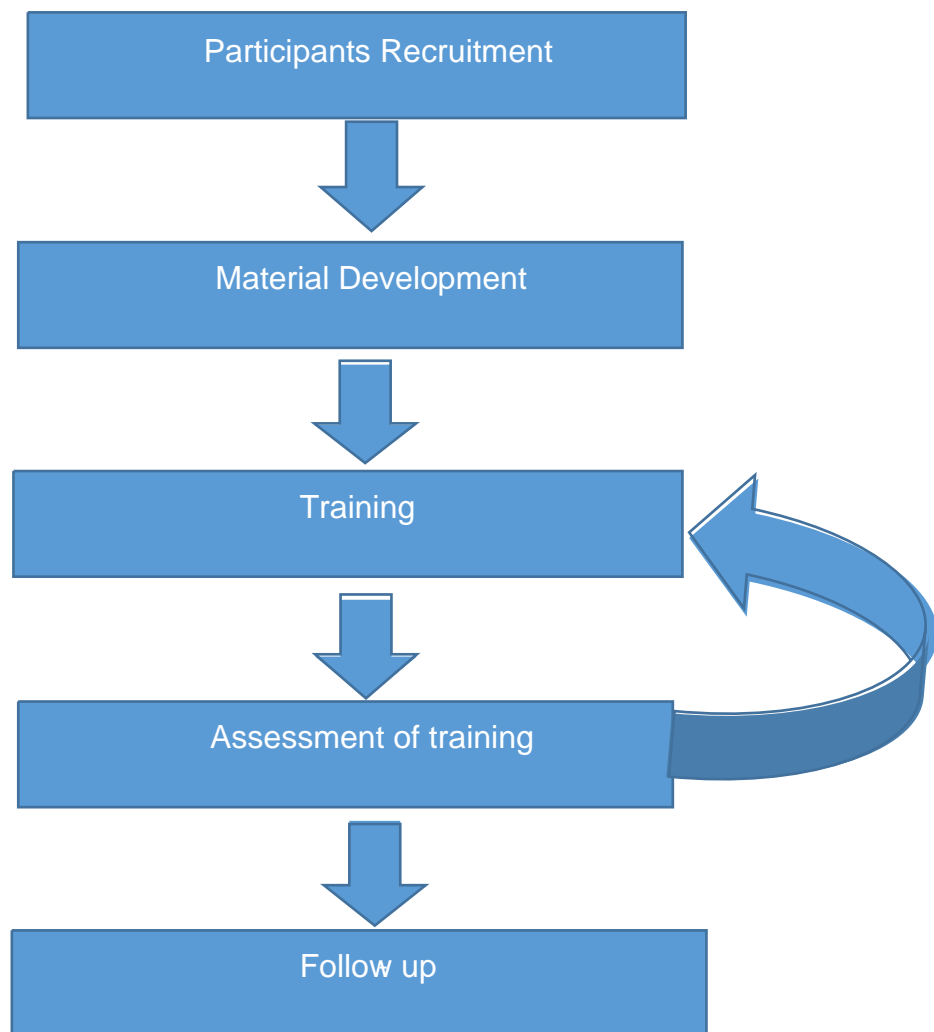 Participants Recruitment
Material Development
Training
Assessment of training
Follow up